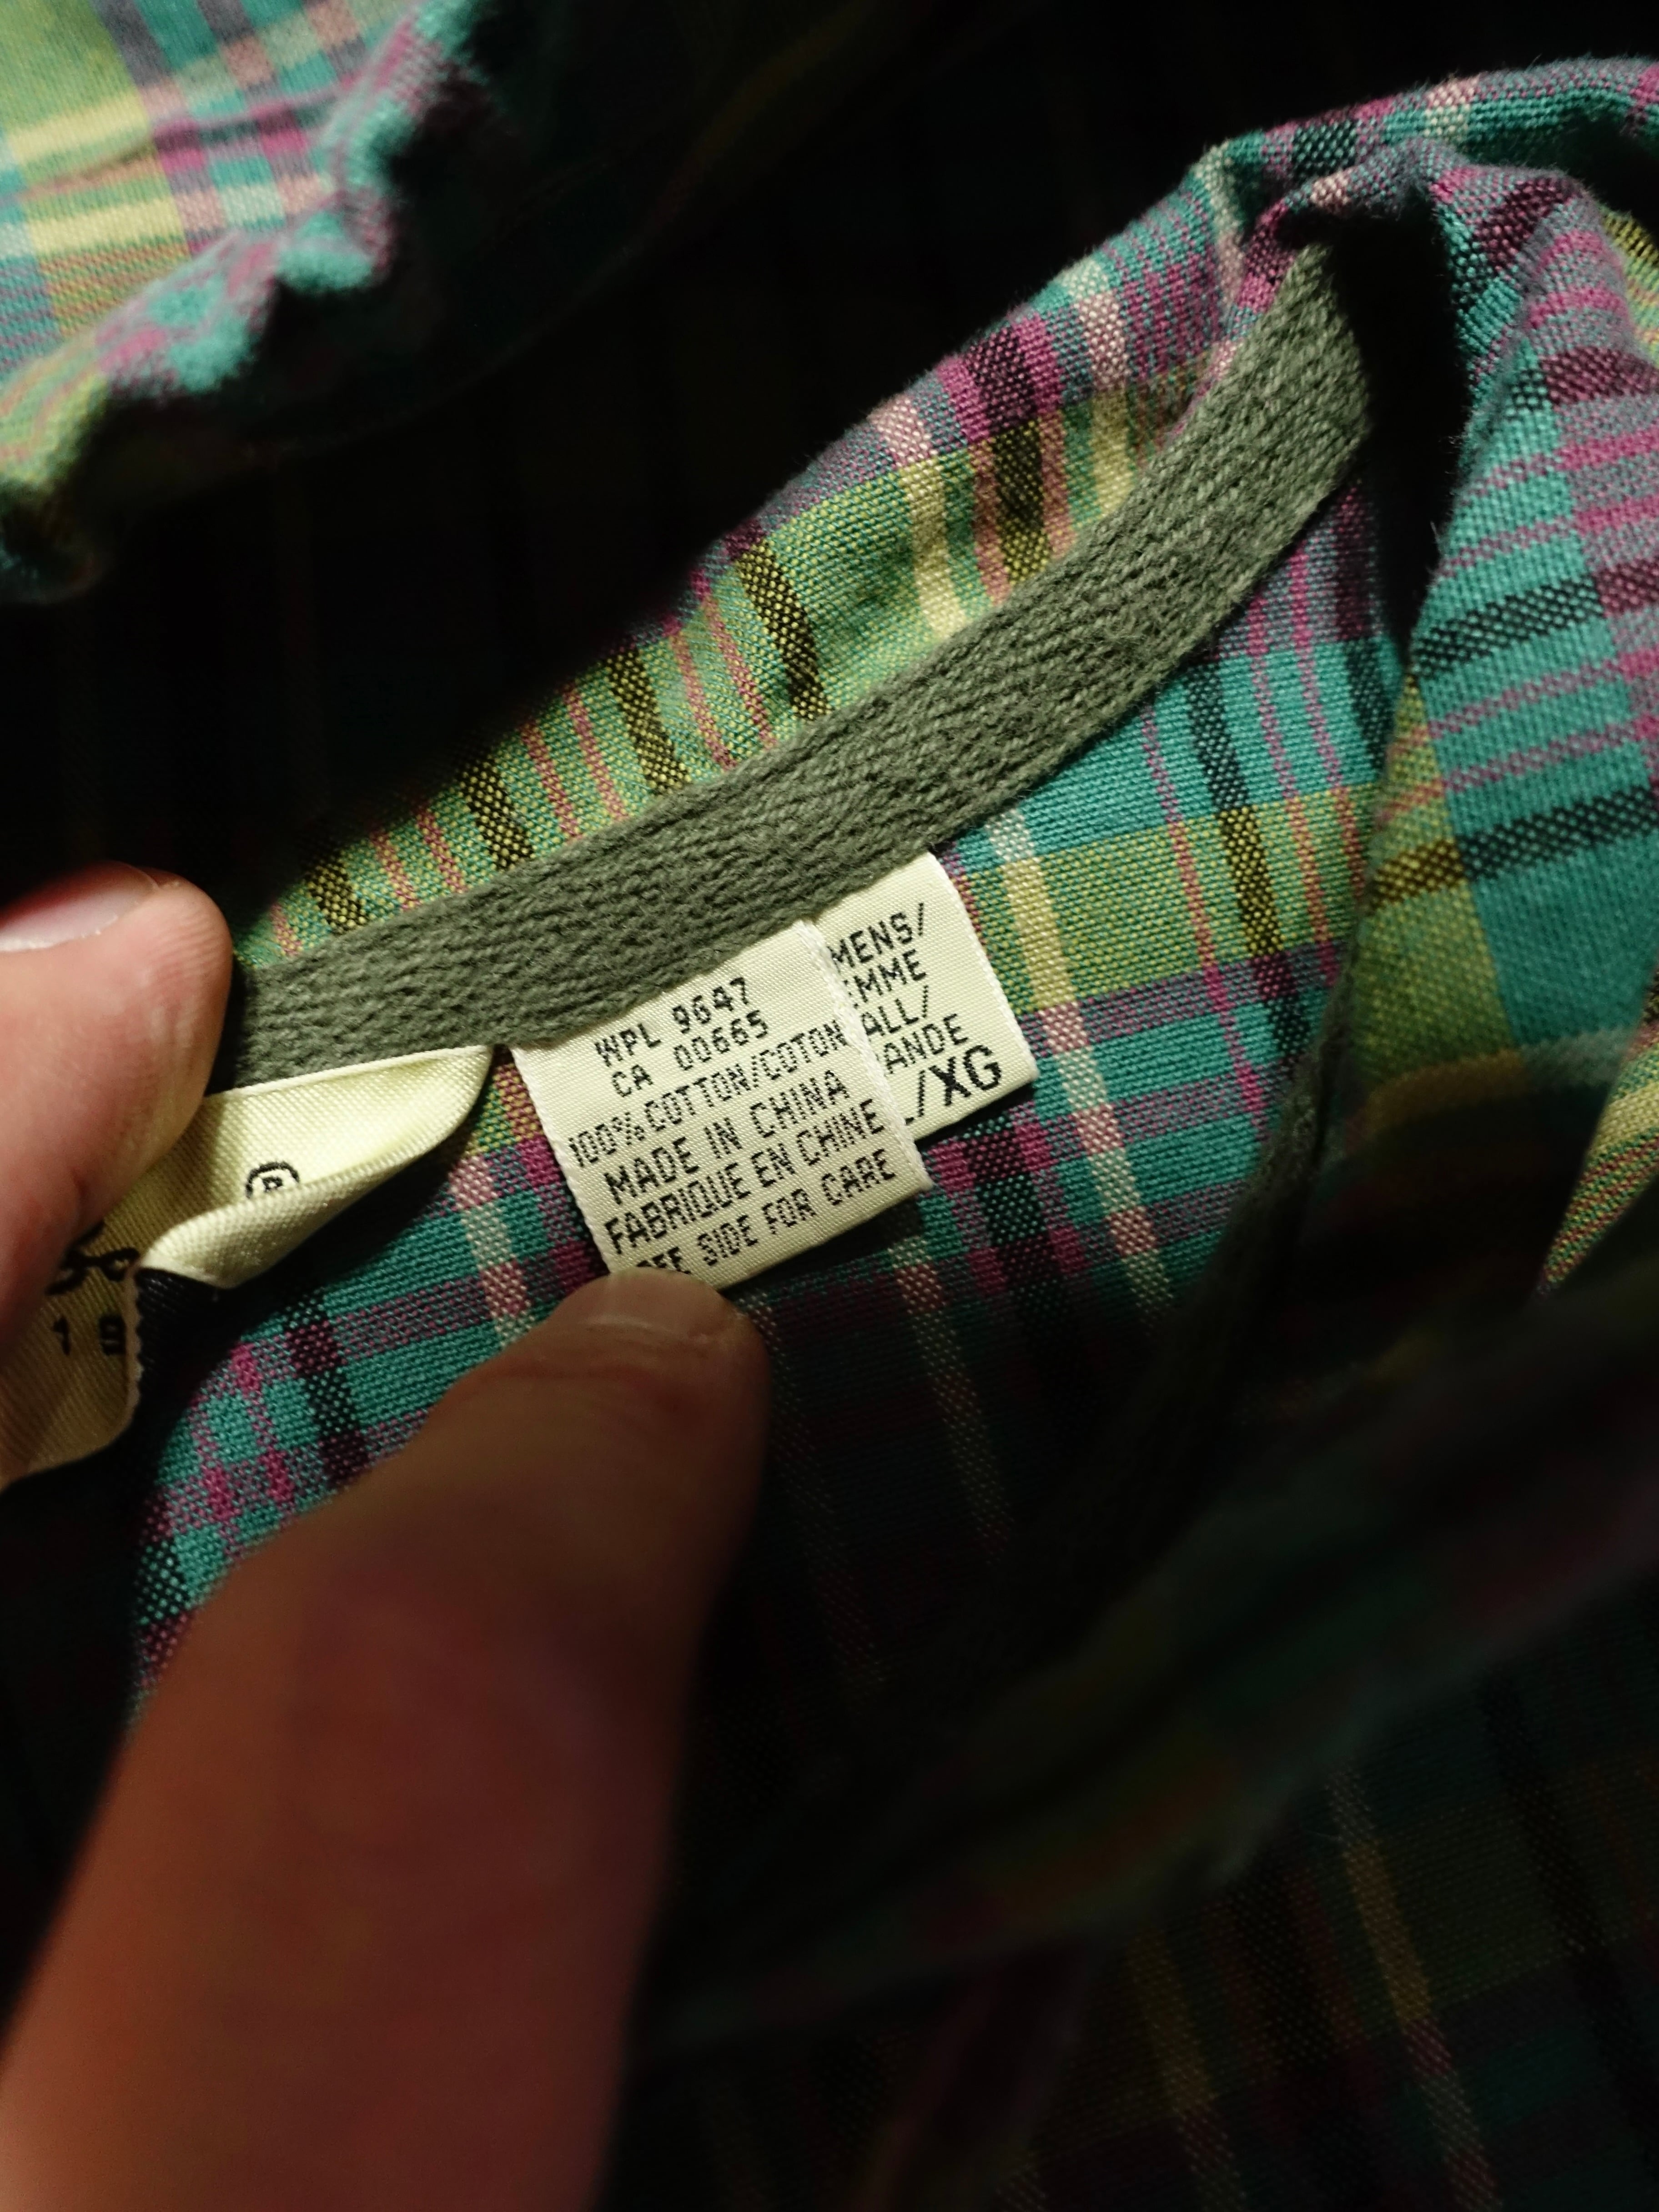 WPL 9647
CA 00665
100% COTTON/COTON
MADE IN CHINA
FABRIQUE EN CHINE
SIDE FOR CARE
MENS/
EMME
ALL/
ANDE
/XG
®
19